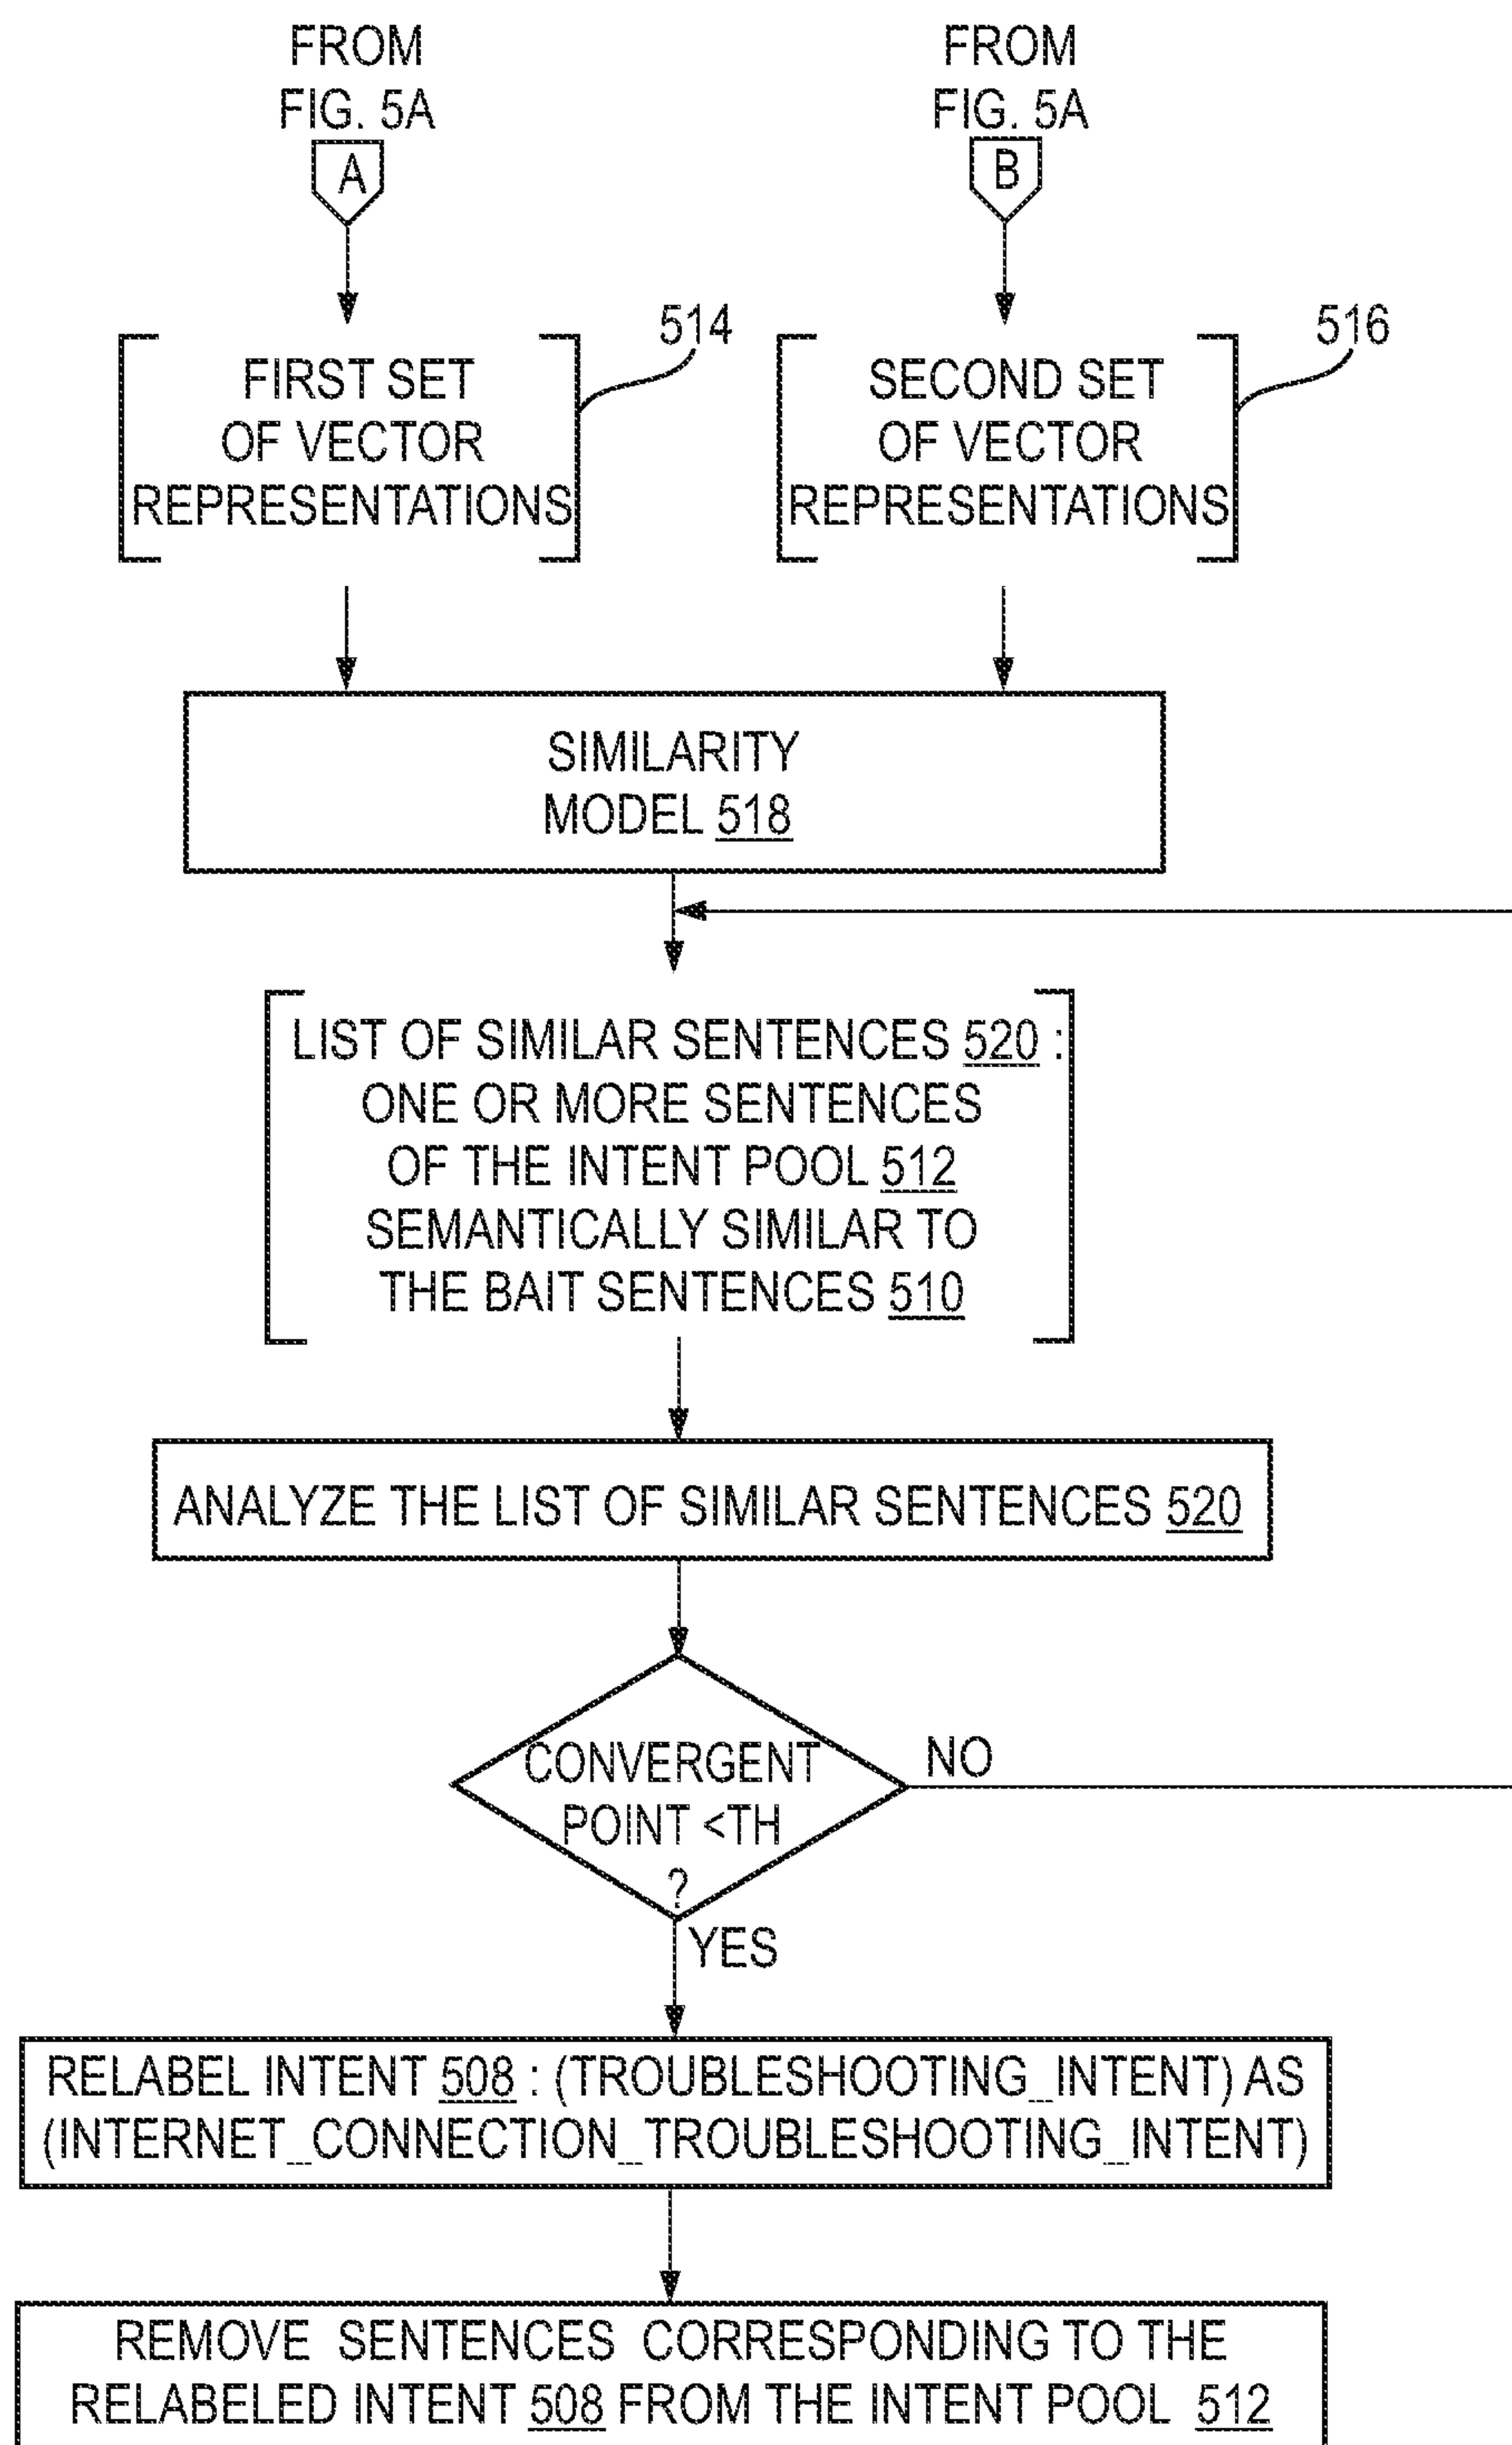 FROM
FIG. 5A
A
FROM
FIG. 5A
B
FIRST SET
OF VECTOR
REPRESENTATIONS
514
SECOND SET
OF VECTOR
REPRESENTATIONS
516
SIMILARITY
MODEL 518
LIST OF SIMILAR SENTENCES 520 :
ONE OR MORE SENTENCES
OF THE INTENT POOL 512
SEMANTICALLY SIMILAR TO
THE BAIT SENTENCES 510
ANALYZE THE LIST OF SIMILAR SENTENCES 520
CONVERGENT
POINT <TH
?
NO
YES
RELABEL INTENT 508 : (TROUBLESHOOTING_INTENT) AS
(INTERNET_CONNECTION_TROUBLESHOOTING_INTENT)
REMOVE SENTENCES CORRESPONDING TO THE
RELABELED INTENT 508 FROM THE INTENT POOL 512